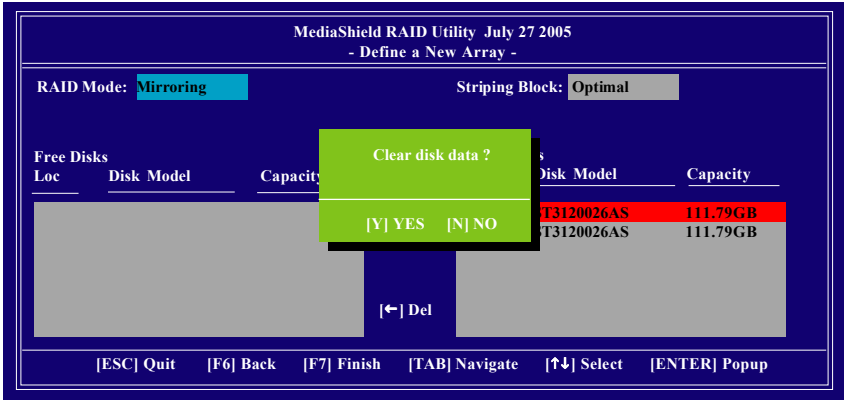 MediaShield RAID Utility July 27 2005
- Define a New Array -
RAID Mode: Mirroring Striping Block: Optimal
Clear disk data ?
[Y] YES [N] NO
Free Disks
Loc Disk Model Capacity
Disk Model Capacity
ST3120026AS 111.79GB
ST3120026AS 111.79GB
[←] Del
[ESC] Quit [F6] Back [F7] Finish [TAB] Navigate [↑↓] Select [ENTER] Popup